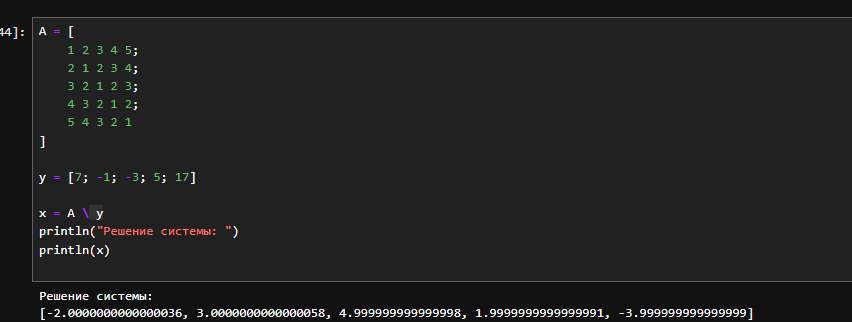 44]:
A = [
1 2 3 4 5;
2 1 2 3 4;
3 2 1 2 3;
4 3 2 1 2;
5 4 3 2 1
]
y = [7; -1; -3; 5; 17]
x = A \ y
println("Решение системы: ")
println(x)
Решение системы:
[-2.0000000000000036, 3.0000000000000058, 4.999999999999998, 1.9999999999999991, -3.999999999999999]